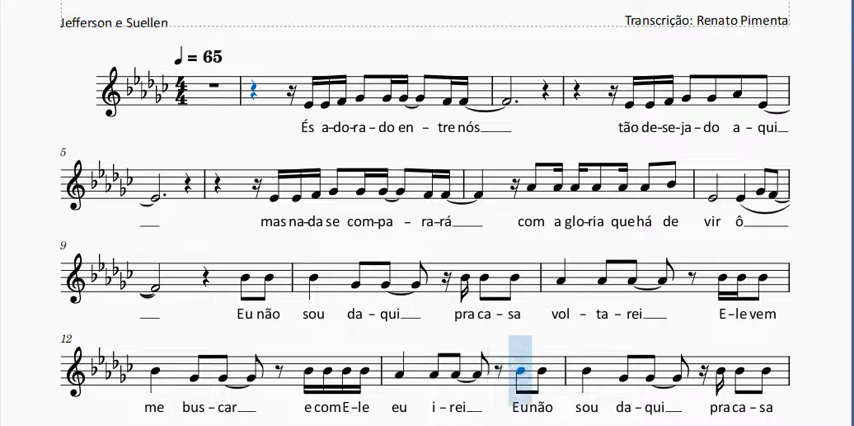 Jefferson e Suellen
Transcrição: Renato Pimenta
♩ = 65
És a-do-ra-do en-tre nós tão de-se-ja-do a-qui
5
mas na-da se com-pa-ra-rá com a glo-ria que há de vir ô
9
Eu não sou da-qui pra ca-sa vol-ta-rei E-le vem
12
me bus-car e com E-le eu i-rei Eu não sou da-qui pra ca-sa